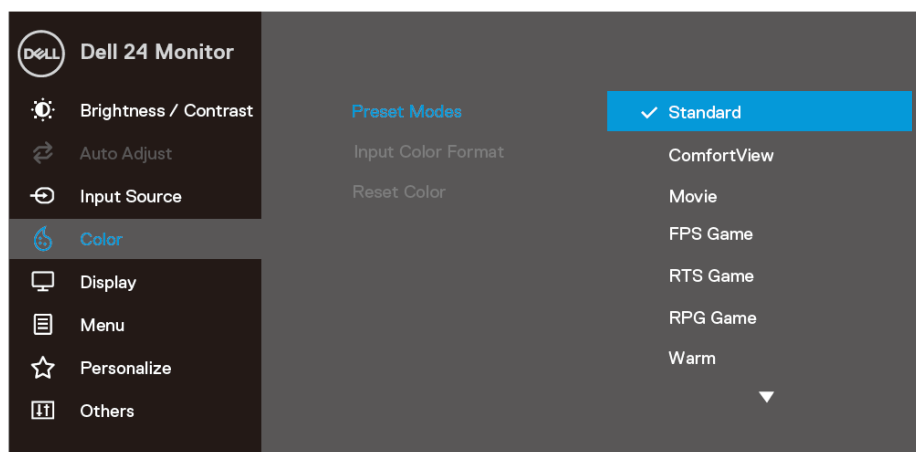 DELL Dell 24 Monitor
Brightness / Contrast
Auto Adjust
Input Source
Color
Display
Menu
Personalize
Others
Preset Modes
Input Color Format
Reset Color
Standard
ComfortView
Movie
FPS Game
RTS Game
RPG Game
Warm